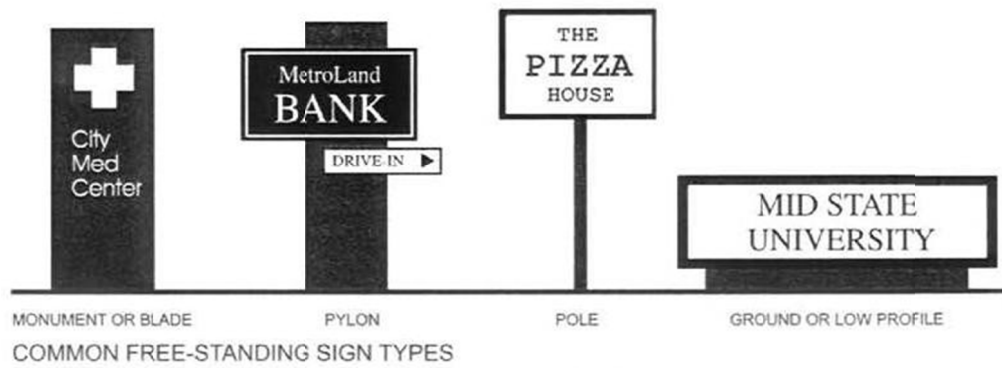 City
Med
Center
MetroLand
BANK
DRIVE-IN
THE
PIZZA
HOUSE
MID STATE
UNIVERSITY
MONUMENT OR BLADE
PYLON
POLE
GROUND OR LOW PROFILE
COMMON FREE-STANDING SIGN TYPES